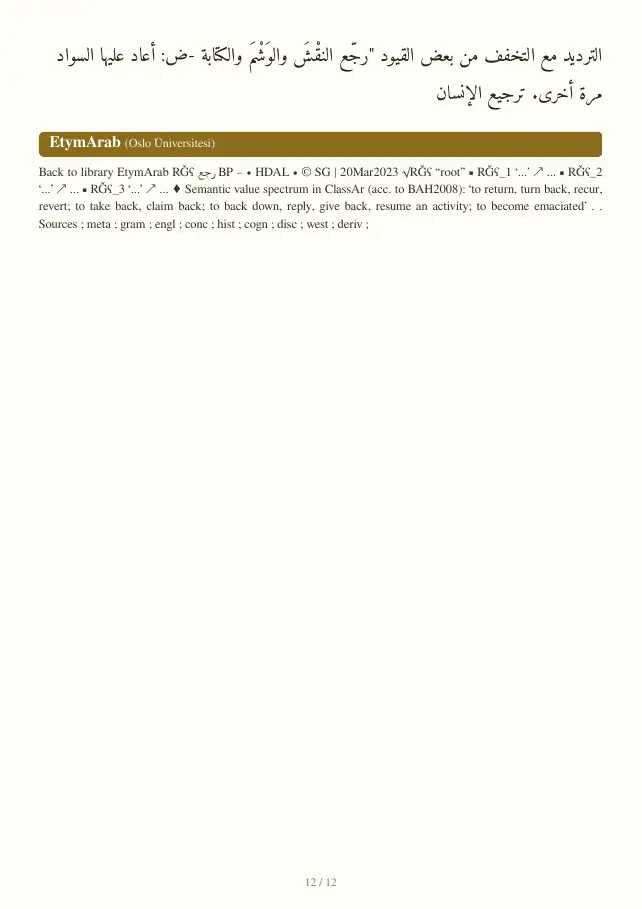 الترديد مع التخفف من بعض القيود "رجّع النقْشَ والوَشْمَ والكتابة -ض: أعاد عليها السواد
مرة أخرى. ترجيع الإنسان
EtymArab (Oslo Üniversitesi)
Back to library EtymArab RǦʕ رجع BP – • HDAL • © SG | 20Mar2023 √RǦʕ “root” ▪ RǦʕ_1 ‘...’ ↗ ... ▪ RǦʕ_2
‘...’ ↗ ... ▪ RǦʕ_3 ‘...’ ↗ ... ♦ Semantic value spectrum in ClassAr (acc. to BAH2008): ‘to return, turn back, recur,
revert; to take back, claim back; to back down, reply, give back, resume an activity; to become emaciated’ . .
Sources ; meta ; gram ; engl ; conc ; hist ; cogn ; disc ; west ; deriv ;
12 / 12